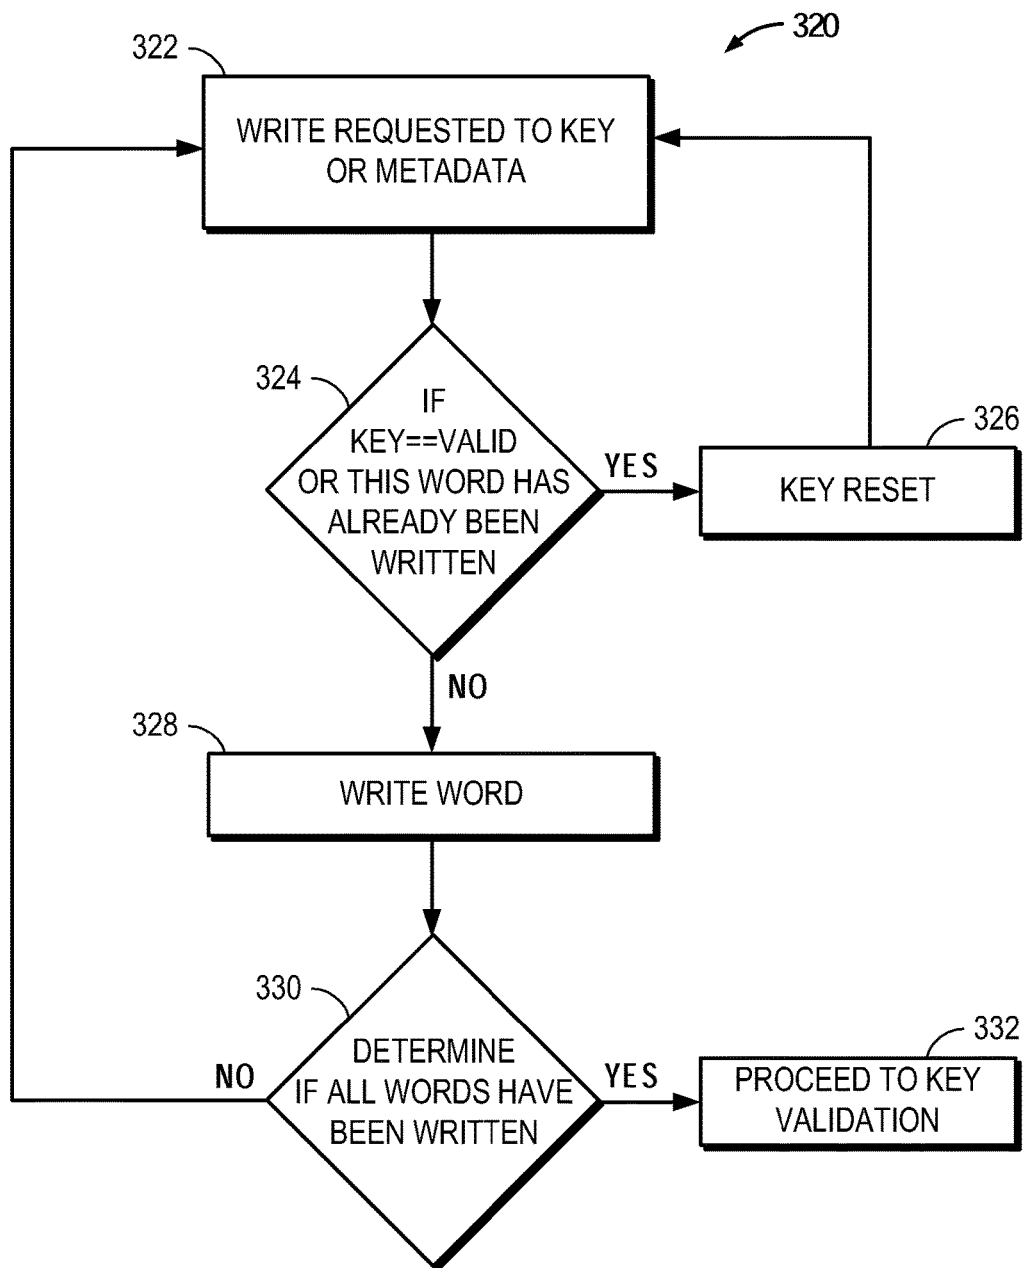 320
322
WRITE REQUESTED TO KEY
OR METADATA
324
IF
KEY==VALID
OR THIS WORD HAS
ALREADY BEEN
WRITTEN
YES
326
KEY RESET
NO
328
WRITE WORD
330
DETERMINE
IF ALL WORDS HAVE
BEEN WRITTEN
NO
YES
332
PROCEED TO KEY
VALIDATION